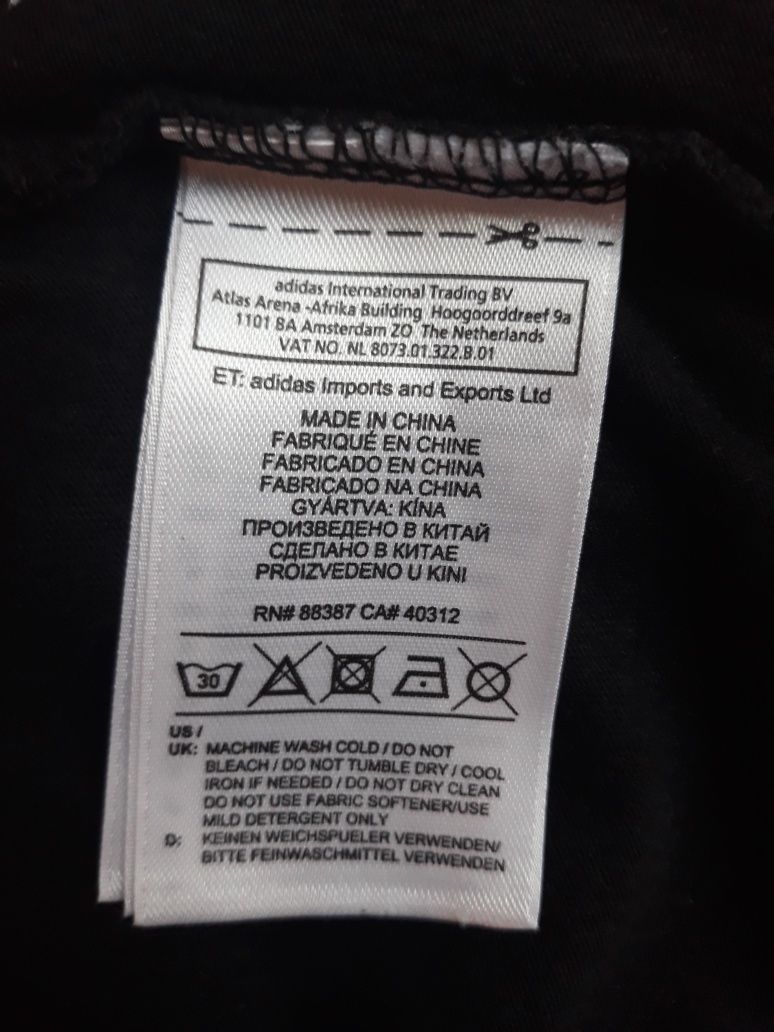 adidas International Trading BV
Atlas Arena -Afrika Building Hoogoorddreef 9a
1101 BA Amsterdam ZO The Netherlands
VAT NO. NL 8073.01.322.B.01
ET: adidas Imports and Exports Ltd
MADE IN CHINA
FABRIQUÉ EN CHINE
FABRICADO EN CHINA
FABRICADO NA CHINA
GYÁRTVA: KÍNA
ПРОИЗВЕДЕНО В КИТАЙ
СДЕЛАНО В КИТАЕ
PROIZVEDENO U KINI
RN# 88387 CA# 40312
30
US /
UK: MACHINE WASH COLD / DO NOT
BLEACH / DO NOT TUMBLE DRY / COOL
IRON IF NEEDED / DO NOT DRY CLEAN
DO NOT USE FABRIC SOFTENER/USE
MILD DETERGENT ONLY
D: KEINEN WEICHSPUELER VERWENDEN/
BITTE FEINWASCHMITTEL VERWENDEN